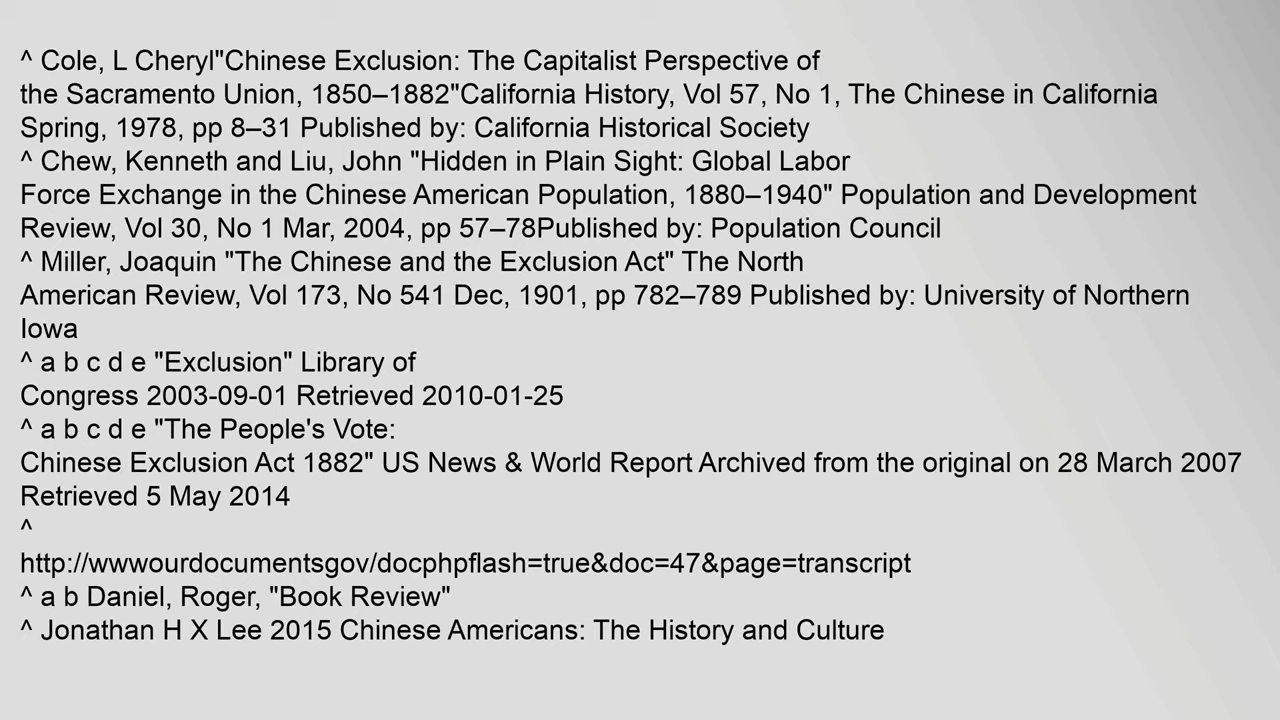 ^ Cole, L Cheryl"Chinese Exclusion: The Capitalist Perspective of
the Sacramento Union, 1850–1882"California History, Vol 57, No 1, The Chinese in California
Spring, 1978, pp 8–31 Published by: California Historical Society
^ Chew, Kenneth and Liu, John "Hidden in Plain Sight: Global Labor
Force Exchange in the Chinese American Population, 1880–1940" Population and Development
Review, Vol 30, No 1 Mar, 2004, pp 57–78Published by: Population Council
^ Miller, Joaquin "The Chinese and the Exclusion Act" The North
American Review, Vol 173, No 541 Dec, 1901, pp 782–789 Published by: University of Northern
Iowa
^ a b c d e "Exclusion" Library of
Congress 2003-09-01 Retrieved 2010-01-25
^ a b c d e "The People's Vote:
Chinese Exclusion Act 1882" US News & World Report Archived from the original on 28 March 2007
Retrieved 5 May 2014
^
http://wwwourdocumentsgov/docphpflash=true&doc=47&page=transcript
^ a b Daniel, Roger, "Book Review"
^ Jonathan H X Lee 2015 Chinese Americans: The History and Culture